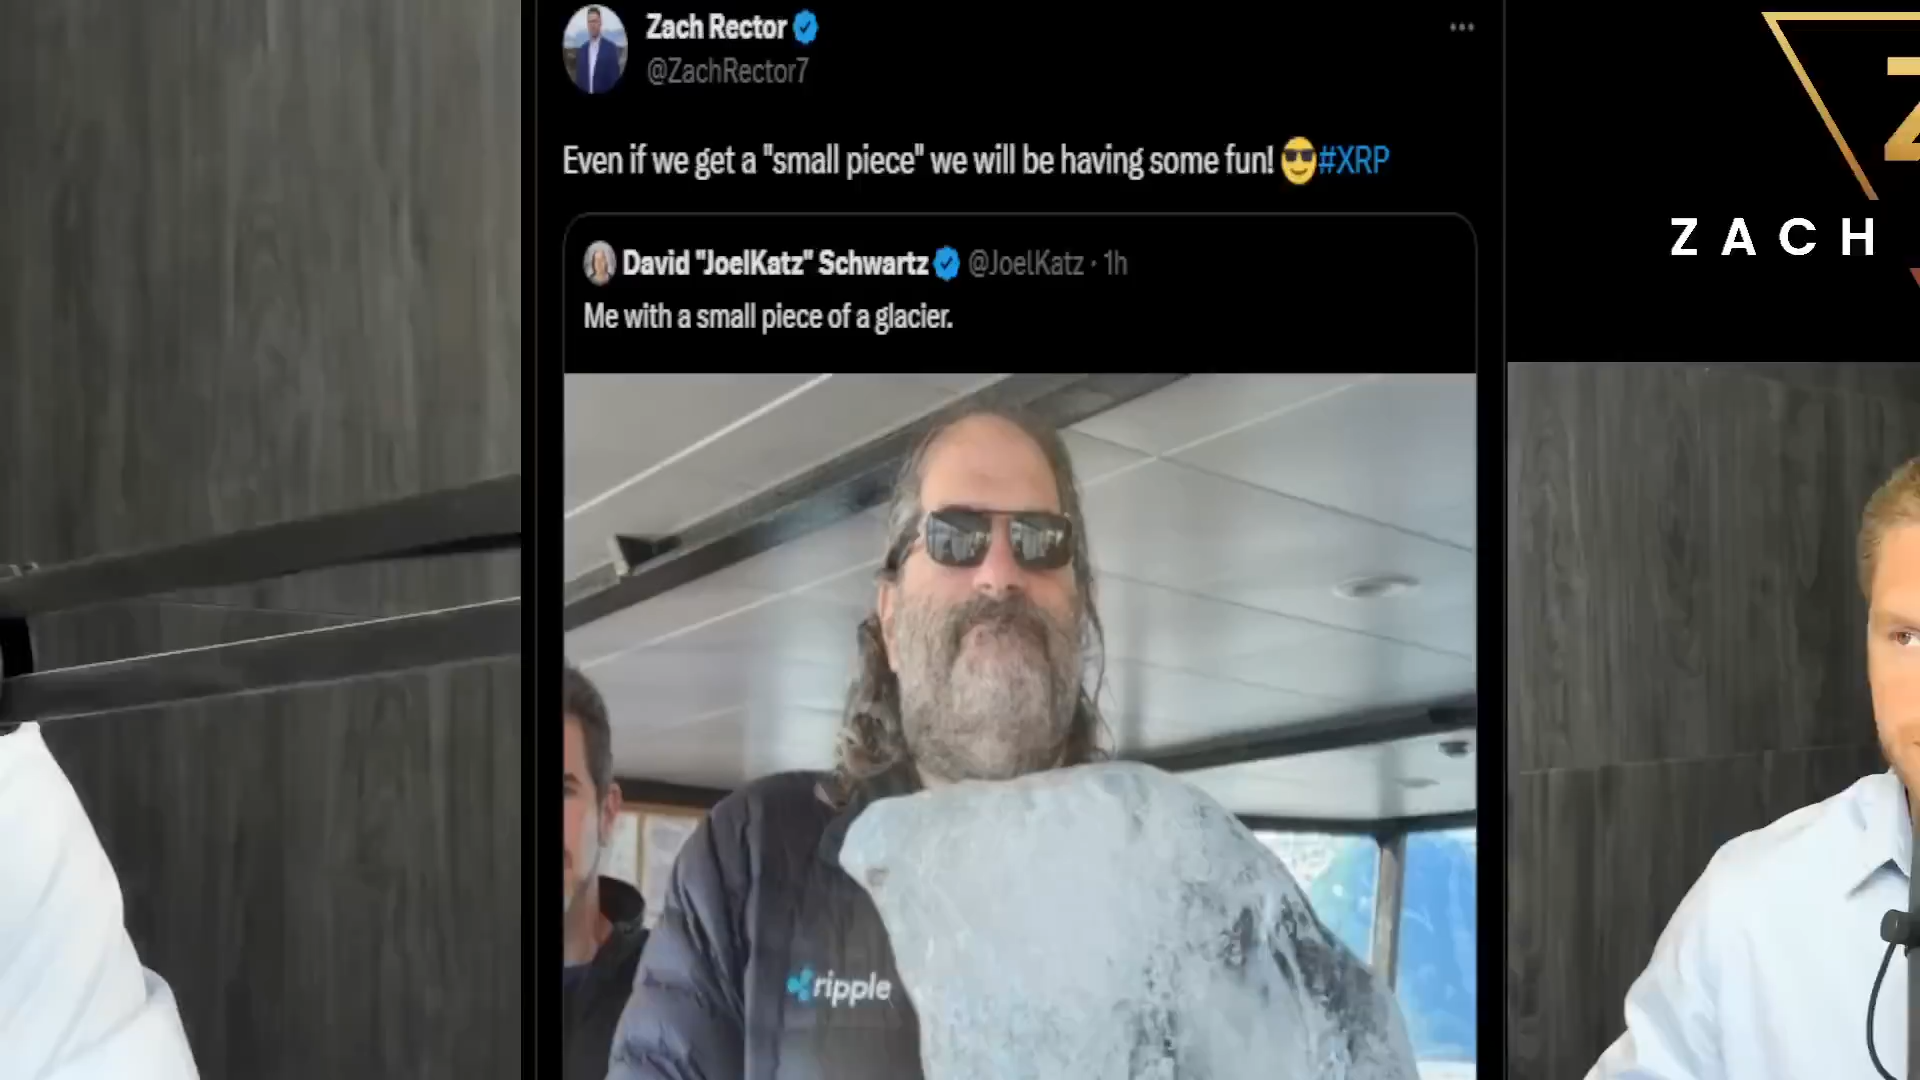 Zach Rector
@ZachRector7
Even if we get a "small piece" we will be having some fun! 😎#XRP
David "JoelKatz" Schwartz @JoelKatz · 1h
Me with a small piece of a glacier.
ripple
Z
ZACH